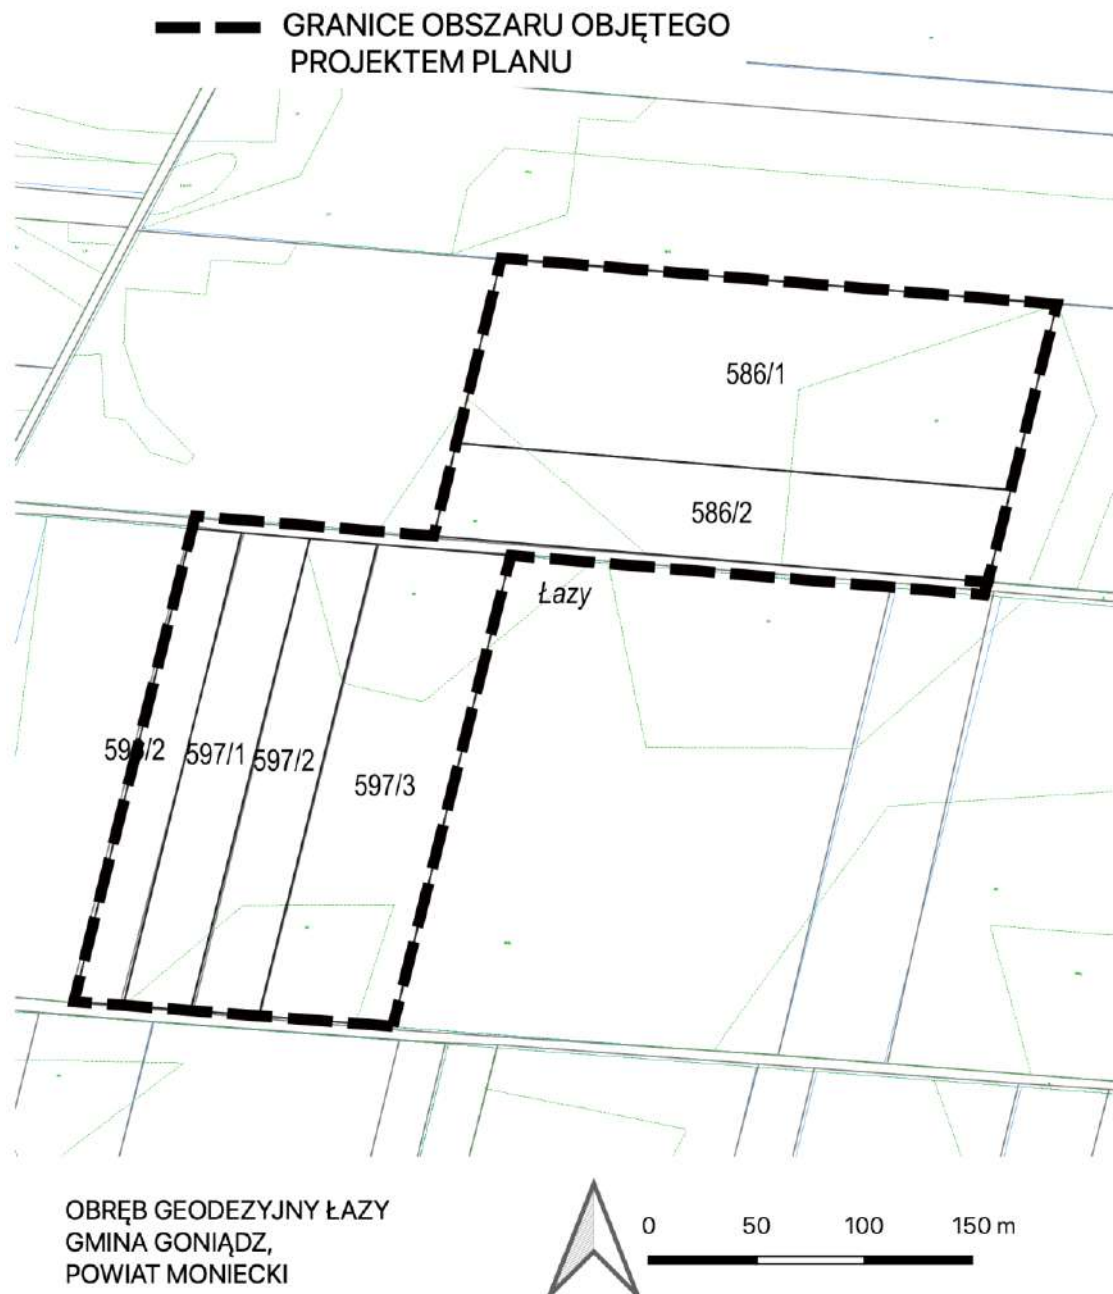 GRANICE OBSZARU OBJĘTEGO
PROJEKTEM PLANU
586/1
586/2
Łazy
597/1
597/2
597/3
OBRĘB GEODEZYJNY ŁAZY
GMINA GONIĄDZ,
POWIAT MONIECKI
0 50 100 150 m